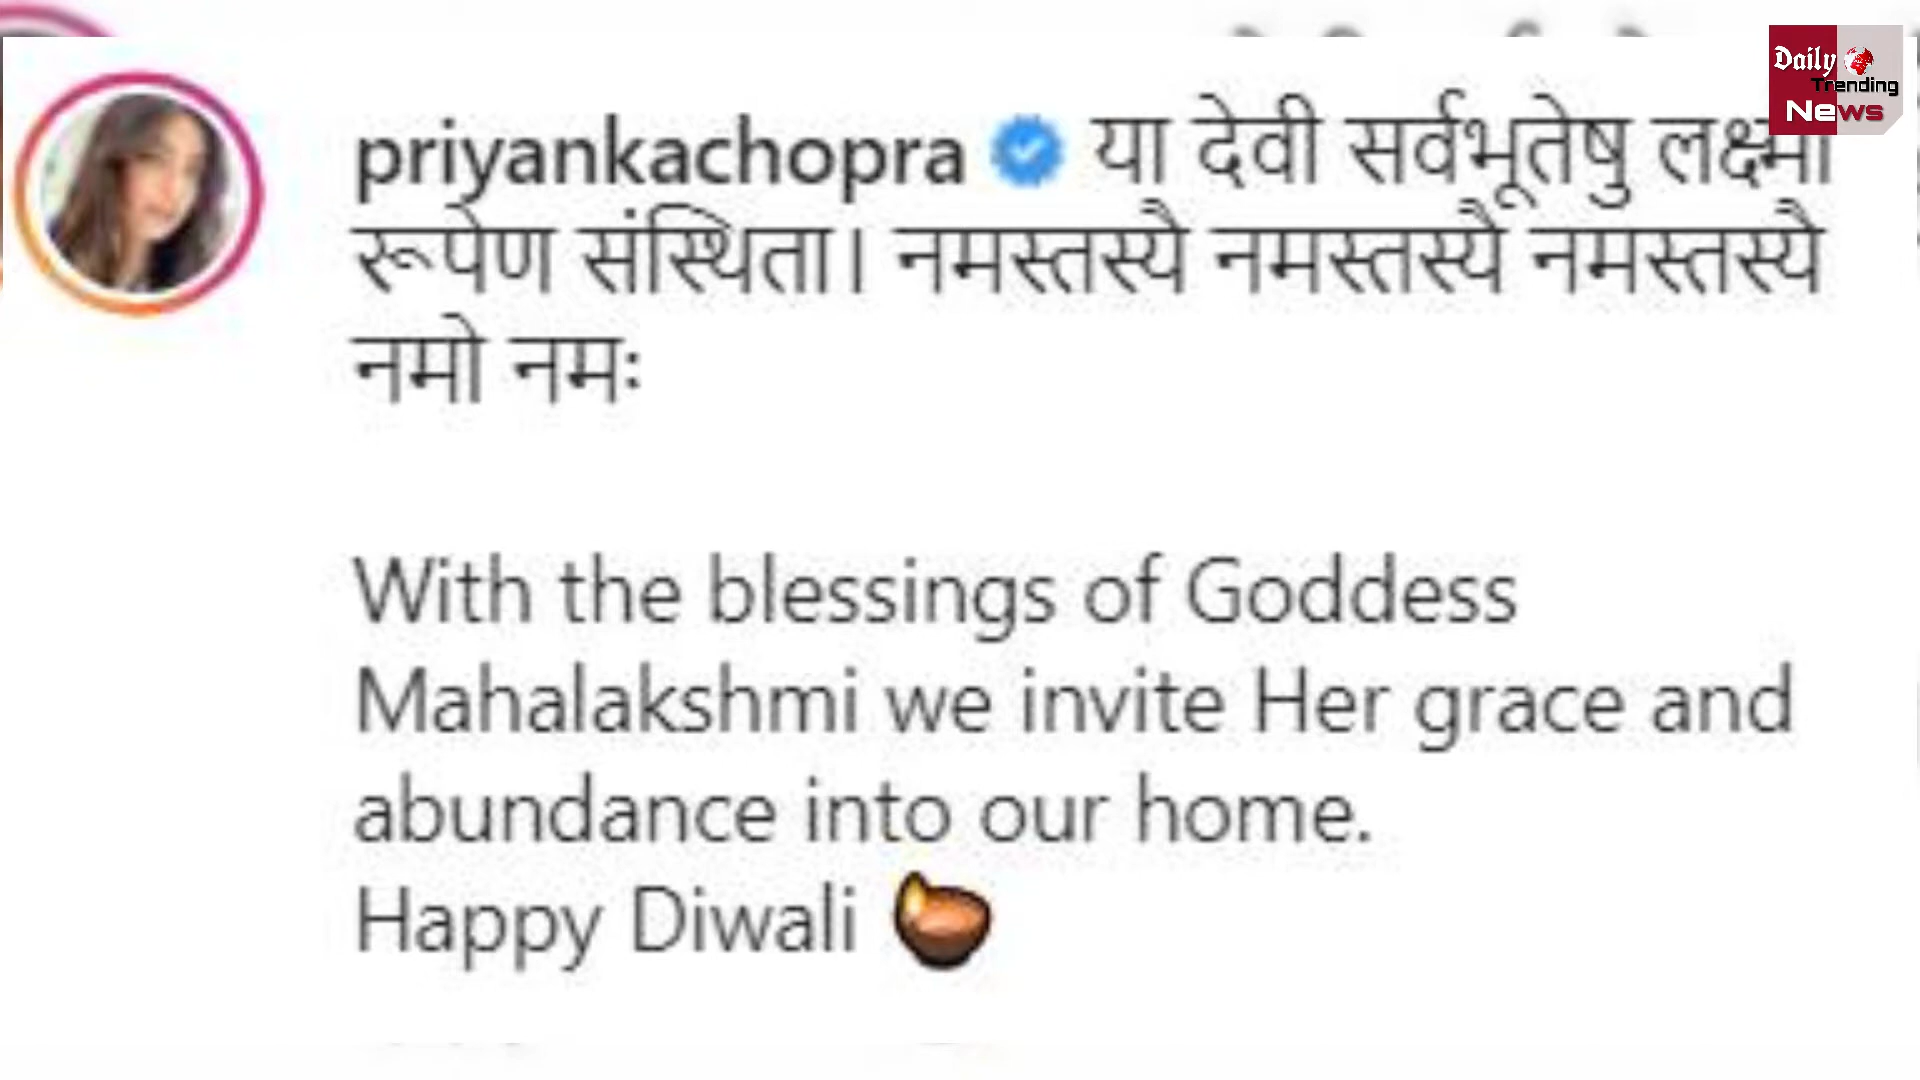 Daily
Trending
News
priyankachopra या देवी सर्वभूतेषु लक्ष्मी
रूपेण संस्थिता। नमस्तस्यै नमस्तस्यै नमस्तस्यै
नमो नमः
With the blessings of Goddess
Mahalakshmi we invite Her grace and
abundance into our home.
Happy Diwali 🪔